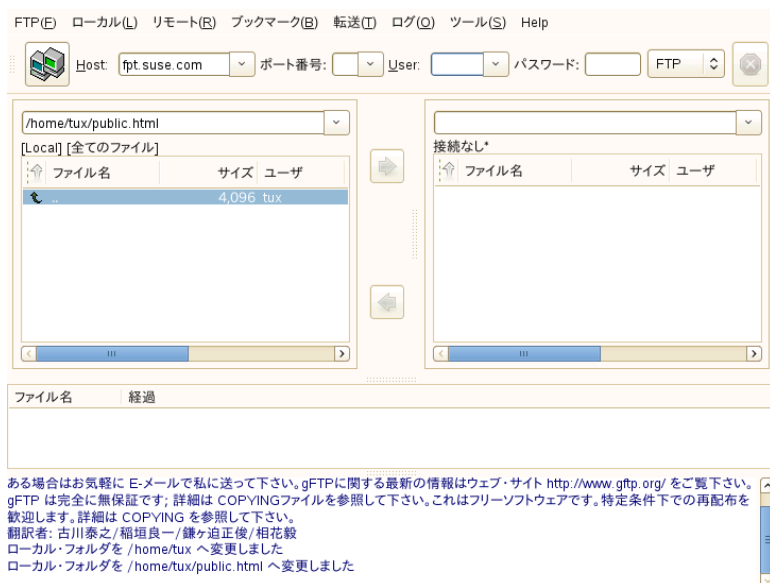 FTP(F) ローカル(L) リモート(R) ブックマーク(B) 転送(T) ログ(O) ツール(S) Help
Host: fpt.suse.com ポート番号: User: パスワード: FTP
/home/tux/public.html
[Local] [全てのファイル]
ファイル名 サイズ ユーザ
.. 4,096 tux
接続なし*
ファイル名 サイズ ユーザ
ファイル名 経過
ある場合はお気軽に E-メールで私に送って下さい。gFTPに関する最新の情報はウェブ・サイト http://www.gftp.org/ をご覧下さい。
gFTP は完全に無保証です; 詳細は COPYINGファイルを参照して下さい。これはフリーソフトウェアです。特定条件下での再配布を
歓迎します。詳細は COPYING を参照して下さい。
翻訳者: 古川泰之/稲垣良一/鎌ヶ迫正俊/相花毅
ローカル・フォルダを /home/tux へ変更しました
ローカル・フォルダを /home/tux/public.html へ変更しました